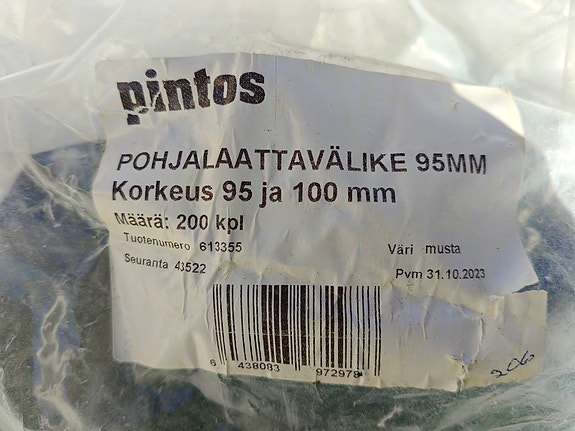 pintos
POHJALAATTAVÄLIKE 95MM
Korkeus 95 ja 100 mm
Määrä: 200 kpl
Tuotenumero 613355
Väri musta
Seuranta 43522
Pvm 31.10.2023
6 438083 972978